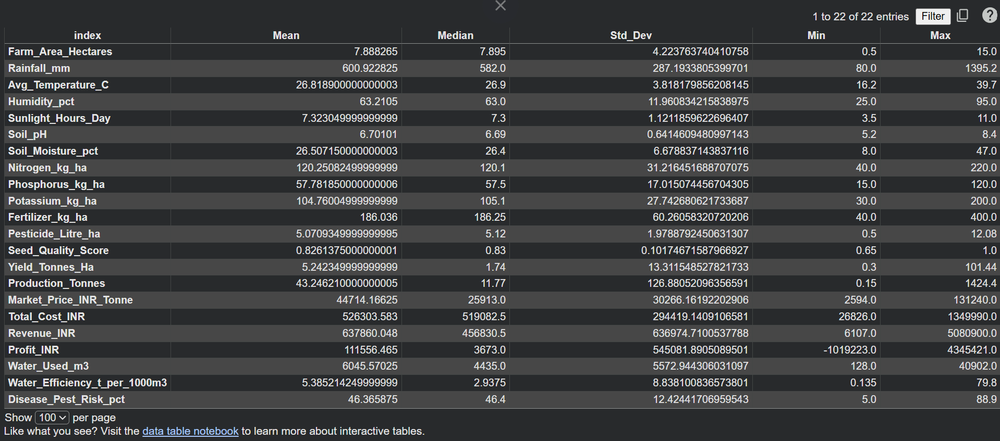 1 to 22 of 22 entries Filter
index Mean Median Std_Dev Min Max
Farm_Area_Hectares 7.888265 7.895 4.223763740410758 0.5 15.0
Rainfall_mm 600.922825 582.0 287.1933805399701 80.0 1395.2
Avg_Temperature_C 26.818900000000003 26.9 3.818179856208145 16.2 39.7
Humidity_pct 63.2105 63.0 11.960834215838975 25.0 95.0
Sunlight_Hours_Day 7.323049999999999 7.3 1.1211859622696407 3.5 11.0
Soil_pH 6.70101 6.69 0.6414609480997143 5.2 8.4
Soil_Moisture_pct 26.507150000000003 26.4 6.678837143837116 8.0 47.0
Nitrogen_kg_ha 120.25082499999999 120.1 31.216451688707075 40.0 220.0
Phosphorus_kg_ha 57.781850000000006 57.5 17.015074456704305 15.0 120.0
Potassium_kg_ha 104.76004999999999 105.1 27.742680621733687 30.0 200.0
Fertilizer_kg_ha 186.036 186.25 60.26058320720206 40.0 400.0
Pesticide_Litre_ha 5.0709349999999995 5.12 1.9788792450631307 0.5 12.08
Seed_Quality_Score 0.8261375000000001 0.83 0.10174671587966927 0.65 1.0
Yield_Tonnes_Ha 5.242349999999999 1.74 13.311548527821733 0.3 101.44
Production_Tonnes 43.246210000000005 11.77 126.88052096356591 0.15 1424.4
Market_Price_INR_Tonne 44714.16625 25913.0 30266.16192202906 2594.0 131240.0
Total_Cost_INR 526303.583 519082.5 294419.1409106581 26826.0 1349990.0
Revenue_INR 637860.048 456830.5 636974.7100537788 6107.0 5080900.0
Profit_INR 111556.465 3673.0 545081.8905089501 -1019223.0 4345421.0
Water_Used_m3 6045.57025 4435.0 5572.944306031097 128.0 40902.0
Water_Efficiency_t_per_1000m3 5.385214249999999 2.9375 8.838100836573801 0.135 79.8
Disease_Pest_Risk_pct 46.365875 46.4 12.42441706959543 5.0 88.9
Show 100 per page
Like what you see? Visit the data table notebook to learn more about interactive tables.